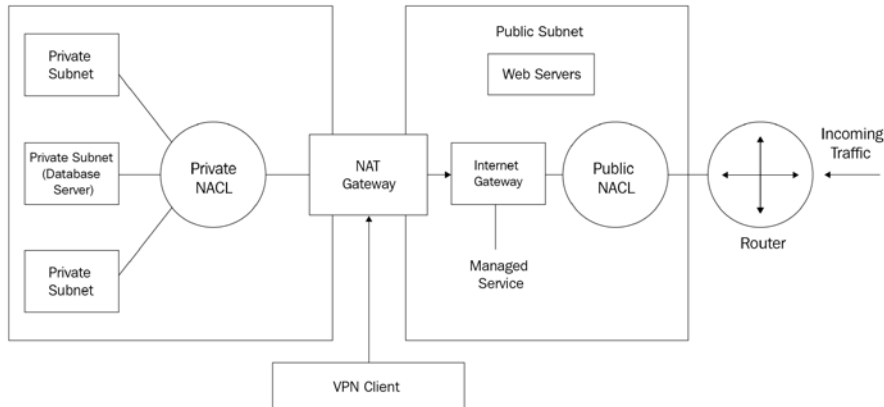 Private
Subnet
Private Subnet
(Database
Server)
Private
Subnet
Private
NACL
NAT
Gateway
VPN Client
Public Subnet
Web Servers
Internet
Gateway
Managed
Service
Public
NACL
Router
Incoming
Traffic